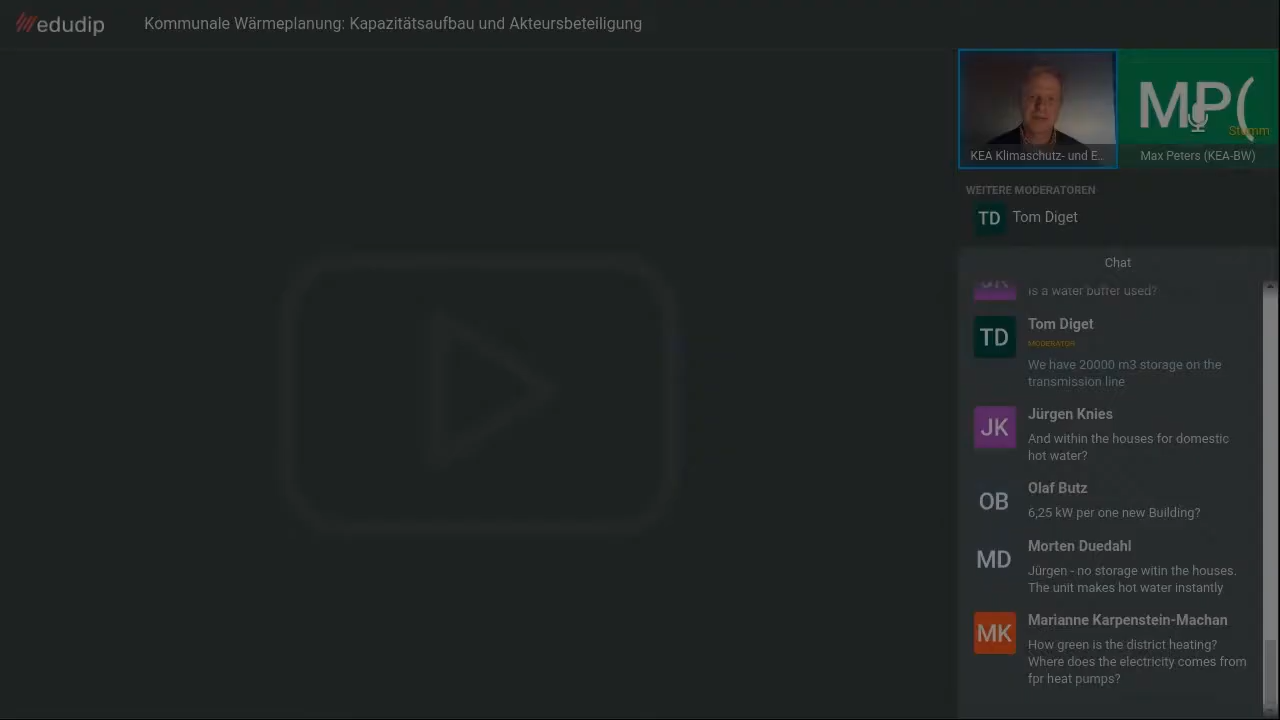 edudip
Kommunale Wärmeplanung: Kapazitätsaufbau und Akteursbeteiligung
MP(
Stumm
KEA Klimaschutz- und E...
Max Peters (KEA-BW)
WEITERE MODERATOREN
TD
Tom Diget
Chat
JK
Is a water buffer used?
TD
Tom Diget
MODERATOR
We have 20000 m3 storage on the
transmission line
JK
Jürgen Knies
And within the houses for domestic
hot water?
OB
Olaf Butz
6,25 kW per one new Building?
MD
Morten Duedahl
Jürgen - no storage witin the houses.
The unit makes hot water instantly
MK
Marianne Karpenstein-Machan
How green is the district heating?
Where does the electricity comes from
fpr heat pumps?